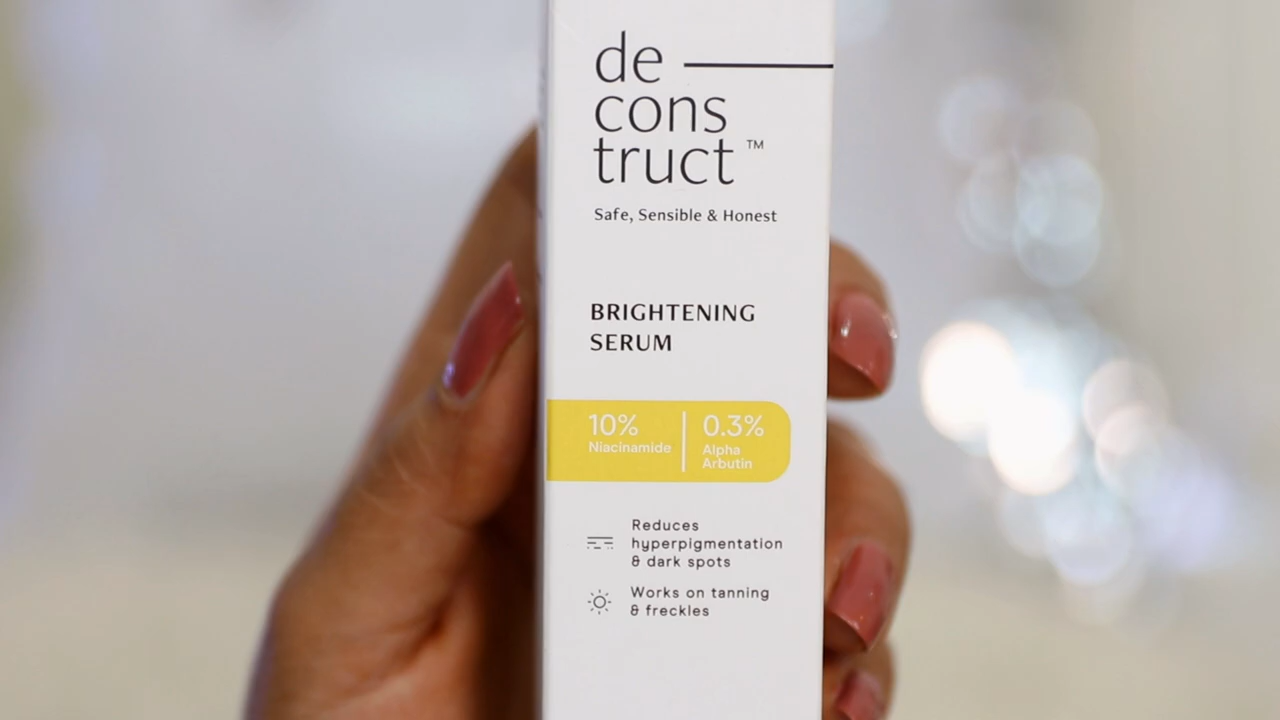 de
cons
truct™
Safe, Sensible & Honest
BRIGHTENING
SERUM
10%
Niacinamide
0.3%
Alpha
Arbutin
Reduces
hyperpigmentation
& dark spots
Works on tanning
& freckles